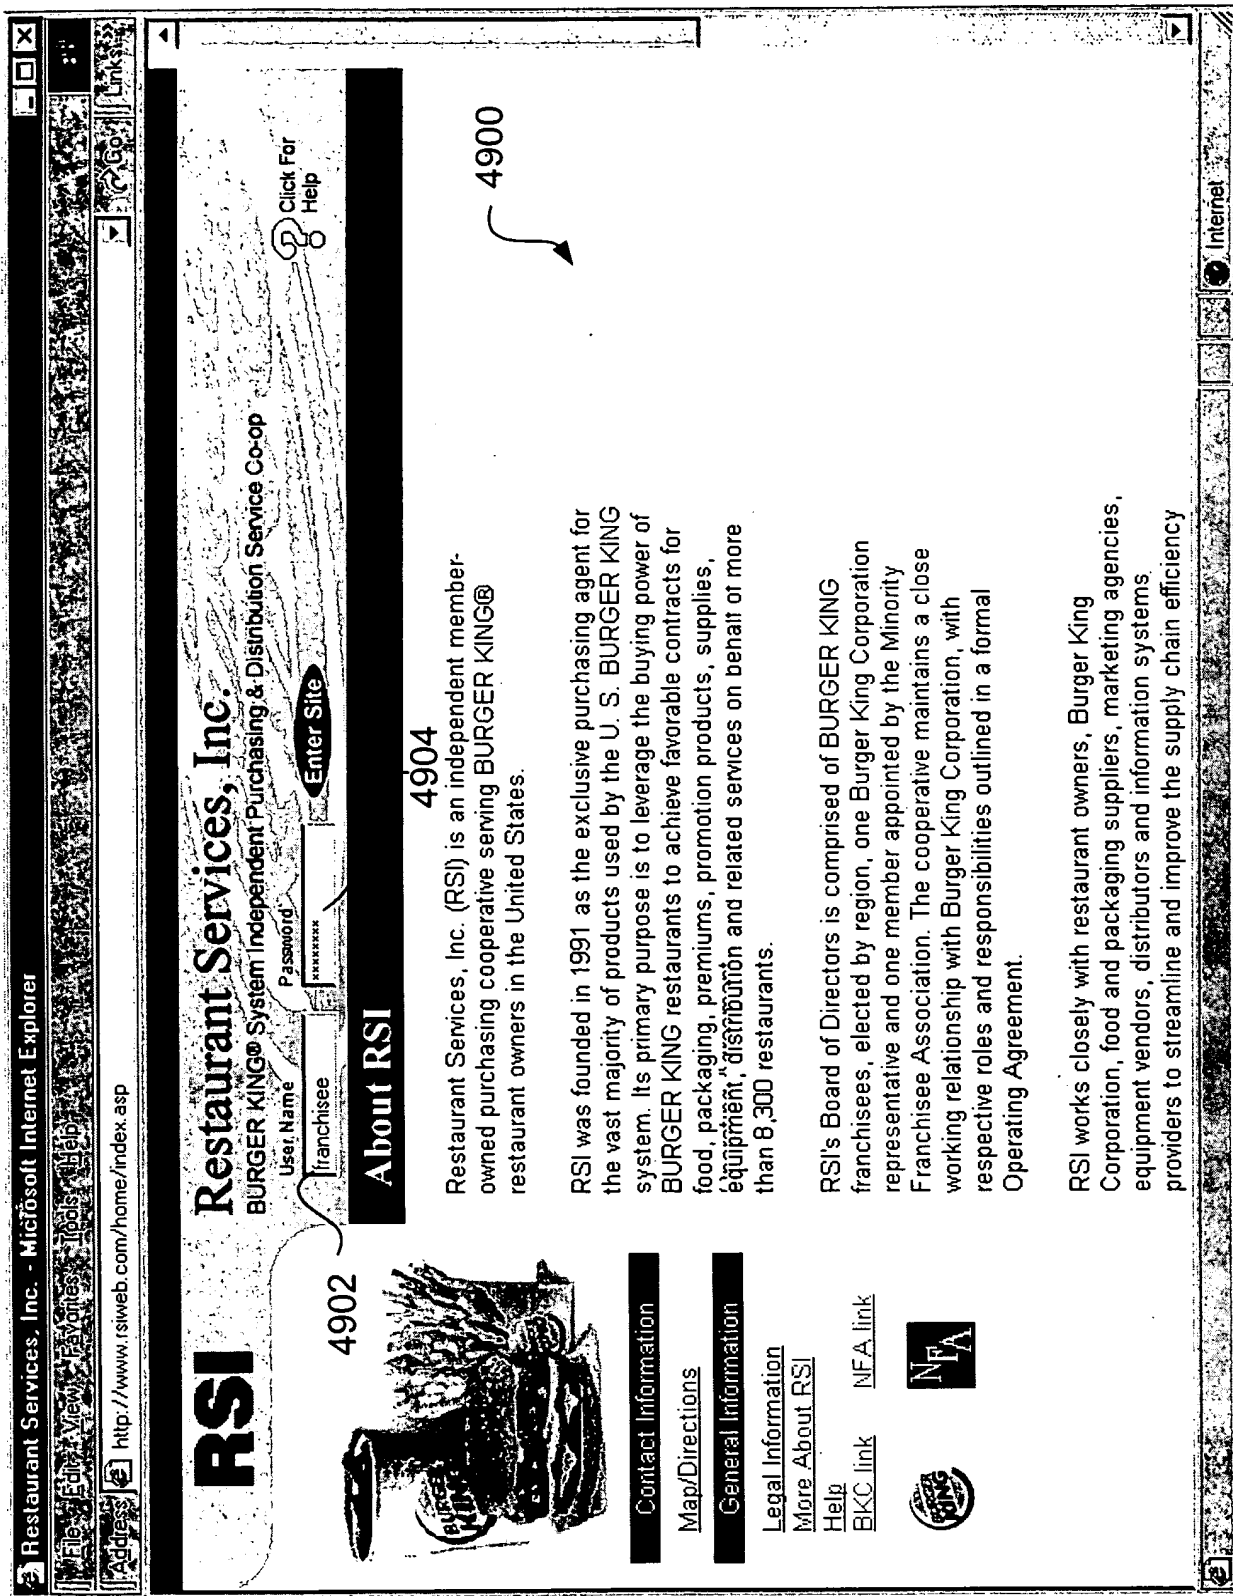 Restaurant Services, Inc. - Microsoft Internet Explorer
File Edit View Favorites Tools Help
Address http://www.rsiweb.com/home/index.asp Go Links
RSI
Restaurant Services, Inc.
BURGER KING® System Independent Purchasing & Distribution Service Co-op
User Name Password
franchisee xxxxxxxx Enter Site
Click For
Help
4902
4904
4900
About RSI
BURGER
KING
Contact Information
Map/Directions
General Information
Legal Information
More About RSI
Help
BKC link NFA link
BURGER
KING
NFA
Restaurant Services, Inc. (RSI) is an independent member-
owned purchasing cooperative serving BURGER KING®
restaurant owners in the United States.
RSI was founded in 1991 as the exclusive purchasing agent for
the vast majority of products used by the U. S. BURGER KING
system. Its primary purpose is to leverage the buying power of
BURGER KING restaurants to achieve favorable contracts for
food, packaging, premiums, promotion products, supplies,
equipment, distribution and related services on behalf of more
than 8,300 restaurants.
RSI's Board of Directors is comprised of BURGER KING
franchisees, elected by region, one Burger King Corporation
representative and one member appointed by the Minority
Franchisee Association. The cooperative maintains a close
working relationship with Burger King Corporation, with
respective roles and responsibilities outlined in a formal
Operating Agreement.
RSI works closely with restaurant owners, Burger King
Corporation, food and packaging suppliers, marketing agencies,
equipment vendors, distributors and information systems
providers to streamline and improve the supply chain efficiency
Internet